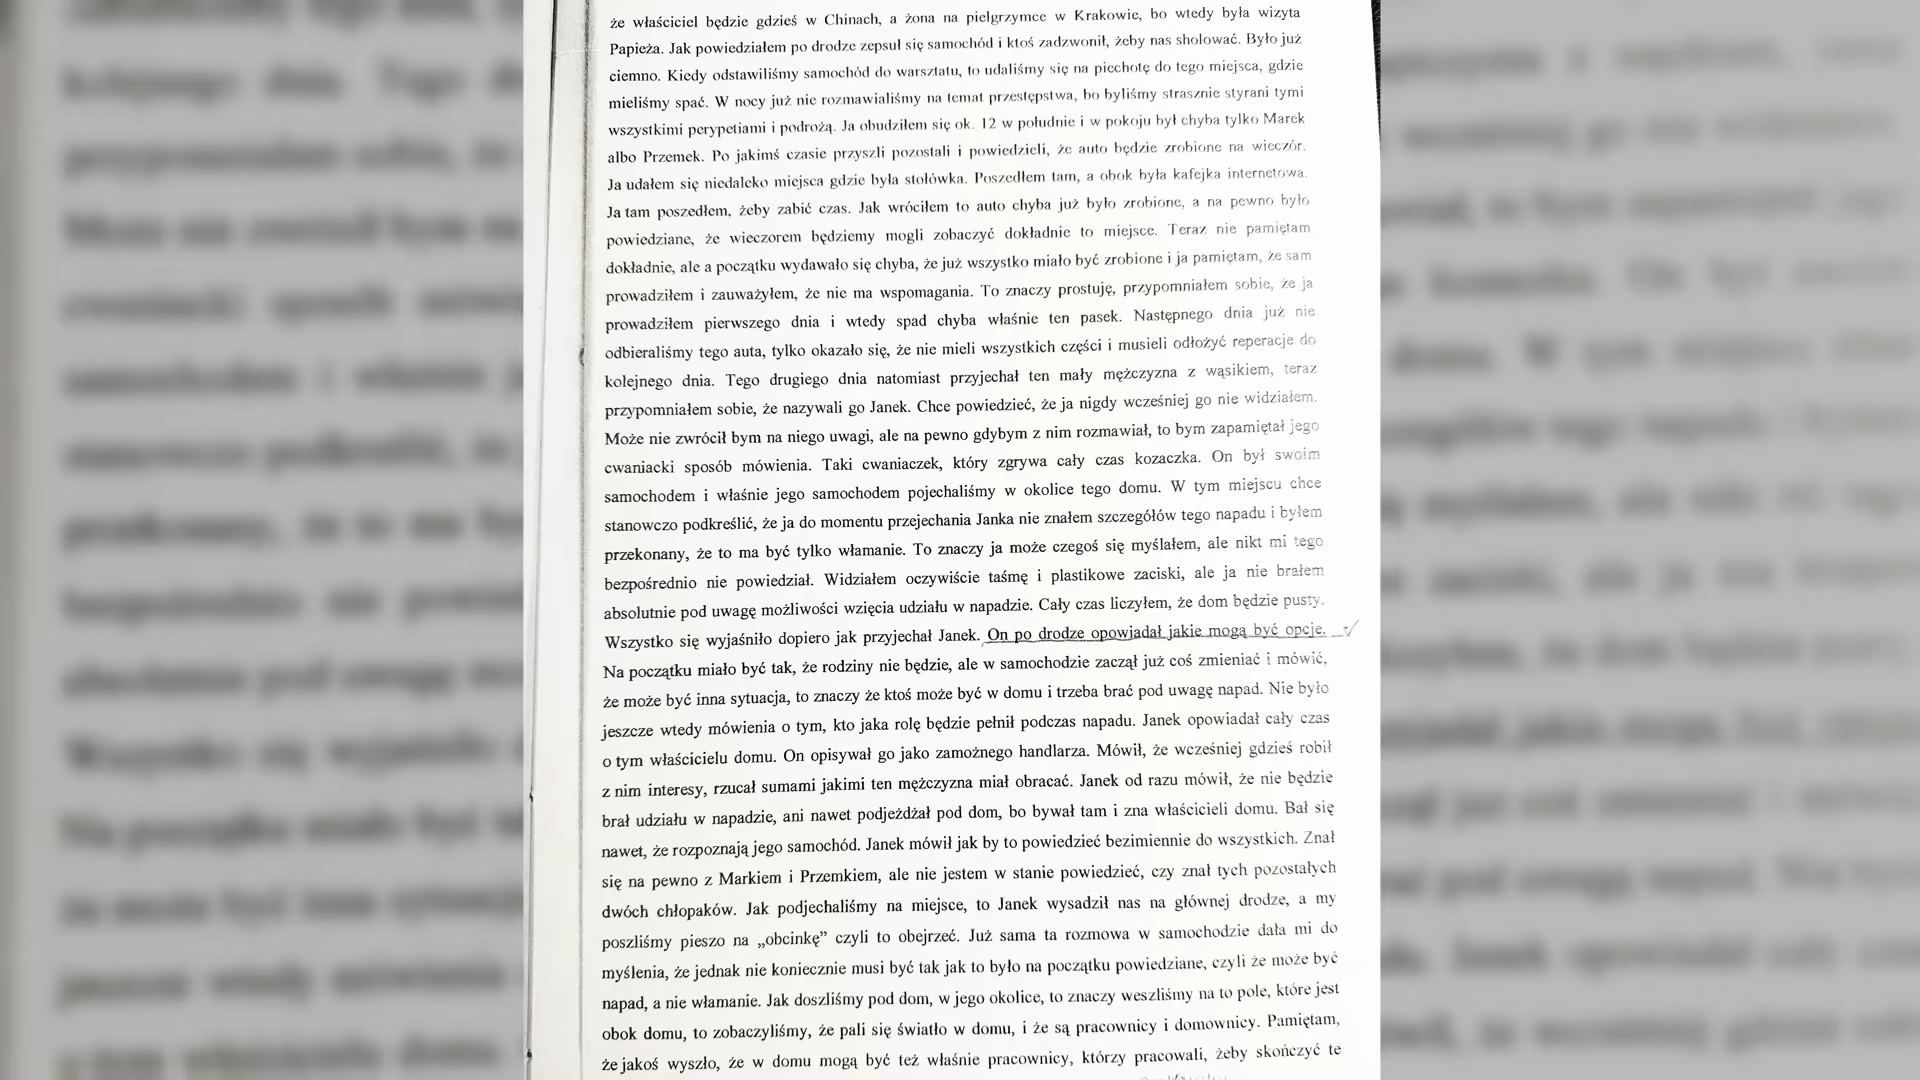 że właściciel będzie gdzieś w Chinach, a żona na pielgrzymce w Krakowie, bo wtedy była wizyta
Papieża. Jak powiedziałem po drodze zepsuł się samochód i ktoś zadzwonił, żeby nas sholować. Było już
ciemno. Kiedy odstawiliśmy samochód do warsztatu, to udaliśmy się na piechotę do tego miejsca, gdzie
mieliśmy spać. W nocy już nie rozmawialiśmy na temat przestępstwa, bo byliśmy strasznie styrani tymi
wszystkimi perypetiami i podrożą. Ja obudziłem się ok. 12 w południe i w pokoju był chyba tylko Marek
albo Przemek. Po jakimś czasie przyszli pozostali i powiedzieli, że auto będzie zrobione na wieczór.
Ja udałem się niedaleko miejsca gdzie była stołówka. Poszedłem tam, a obok była kafejka internetowa.
Ja tam poszedłem, żeby zabić czas. Jak wróciłem to auto chyba już było zrobione, a na pewno było
powiedziane, że wieczorem będziemy mogli zobaczyć dokładnie to miejsce. Teraz nie pamiętam
dokładnie, ale a początku wydawało się chyba, że już wszystko miało być zrobione i ja pamiętam, że sam
prowadziłem i zauważyłem, że nie ma wspomagania. To znaczy prostuję, przypomniałem sobie, że ja
prowadziłem pierwszego dnia i wtedy spad chyba właśnie ten pasek. Następnego dnia już nie
odbieraliśmy tego auta, tylko okazało się, że nie mieli wszystkich części i musieli odłożyć reperacje do
kolejnego dnia. Tego drugiego dnia natomiast przyjechał ten mały mężczyzna z wąsikiem, teraz
przypomniałem sobie, że nazywali go Janek. Chce powiedzieć, że ja nigdy wcześniej go nie widziałem.
Może nie zwrócił bym na niego uwagi, ale na pewno gdybym z nim rozmawiał, to bym zapamiętał jego
cwaniacki sposób mówienia. Taki cwaniaczek, który zgrywa cały czas kozaczka. On był swoim
samochodem i właśnie jego samochodem pojechaliśmy w okolice tego domu. W tym miejscu chce
stanowczo podkreślić, że ja do momentu przejechania Janka nie znałem szczegółów tego napadu i byłem
przekonany, że to ma być tylko włamanie. To znaczy ja może czegoś się myślałem, ale nikt mi tego
bezpośrednio nie powiedział. Widziałem oczywiście taśmę i plastikowe zaciski, ale ja nie brałem
absolutnie pod uwagę możliwości wzięcia udziału w napadzie. Cały czas liczyłem, że dom będzie pusty.
Wszystko się wyjaśniło dopiero jak przyjechał Janek. On po drodze opowiadał jakie mogą być opcje.
Na początku miało być tak, że rodziny nie będzie, ale w samochodzie zaczął już coś zmieniać i mówić,
że może być inna sytuacja, to znaczy że ktoś może być w domu i trzeba brać pod uwagę napad. Nie było
jeszcze wtedy mówienia o tym, kto jaka rolę będzie pełnił podczas napadu. Janek opowiadał cały czas
o tym właścicielu domu. On opisywał go jako zamożnego handlarza. Mówił, że wcześniej gdzieś robił
z nim interesy, rzucał sumami jakimi ten mężczyzna miał obracać. Janek od razu mówił, że nie będzie
brał udziału w napadzie, ani nawet podjeżdżał pod dom, bo bywał tam i zna właścicieli domu. Bał się
nawet, że rozpoznają jego samochód. Janek mówił jak by to powiedzieć bezimiennie do wszystkich. Znał
się na pewno z Markiem i Przemkiem, ale nie jestem w stanie powiedzieć, czy znał tych pozostałych
dwóch chłopaków. Jak podjechaliśmy na miejsce, to Janek wysadził nas na głównej drodze, a my
poszliśmy pieszo na „obcinkę” czyli to obejrzeć. Już sama ta rozmowa w samochodzie dała mi do
myślenia, że jednak nie koniecznie musi być tak jak to było na początku powiedziane, czyli że może być
napad, a nie włamanie. Jak doszliśmy pod dom, w jego okolice, to znaczy weszliśmy na to pole, które jest
obok domu, to zobaczyliśmy, że pali się światło w domu, i że są pracownicy i domownicy. Pamiętam,
że jakoś wyszło, że w domu mogą być też właśnie pracownicy, którzy pracowali, żeby skończyć te